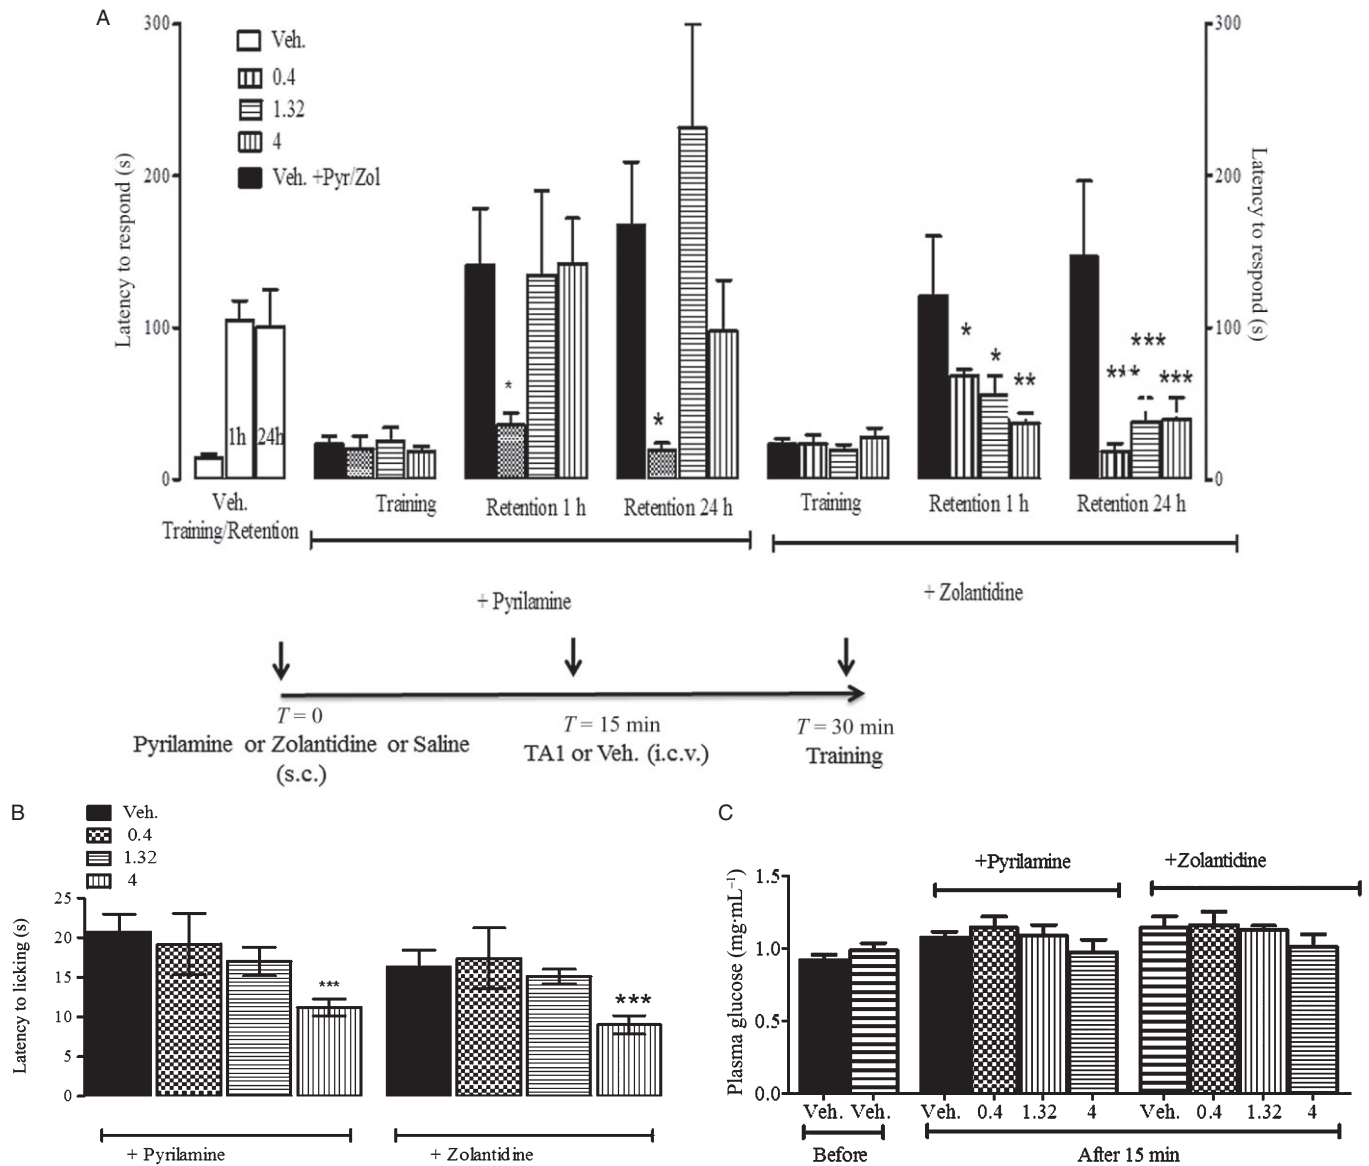 A
300
200
100
0
Latency to respond (s)
Veh.
0.4
1.32
4
Veh. +Pyr/Zol
1h
24h
*
*
*
*
**
***
***
***
300
200
100
0
Latency to respond (s)
Veh.
Training/Retention
Training
Retention 1 h
Retention 24 h
Training
Retention 1 h
Retention 24 h
+ Pyrilamine
+ Zolantidine
T = 0
Pyrilamine or Zolantidine or Saline
(s.c.)
T = 15 min
TA1 or Veh. (i.c.v.)
T = 30 min
Training
B
Veh.
0.4
1.32
4
25
20
15
10
5
0
Latency to licking (s)
***
***
+ Pyrilamine
+ Zolantidine
C
+Pyrilamine
+Zolantidine
1.5
1.0
0.5
0.0
Plasma glucose (mg·mL⁻¹)
Veh. Veh. Veh. 0.4 1.32 4 Veh. 0.4 1.32 4
Before
After 15 min